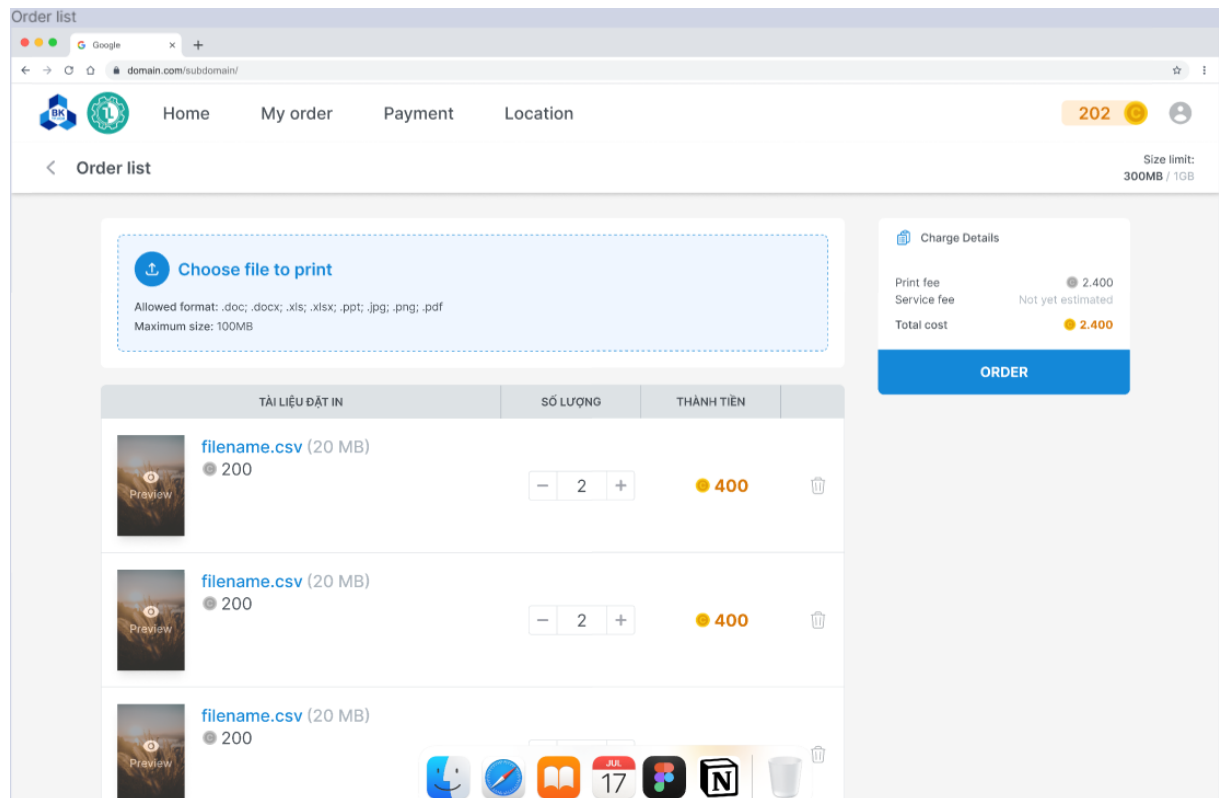 Order list
Google
domain.com/subdomain/
BK
Home My order Payment Location 202
Order list
Size limit:
300MB / 1GB
Choose file to print
Allowed format: .doc; .docx; .xls; .xlsx; .ppt; .jpg; .png; .pdf
Maximum size: 100MB
Charge Details
Print fee 2.400
Service fee Not yet estimated
Total cost 2.400
ORDER
TÀI LIỆU ĐẶT IN SỐ LƯỢNG THÀNH TIỀN
filename.csv (20 MB)
200
Preview
2
400
filename.csv (20 MB)
200
Preview
2
400
filename.csv (20 MB)
200
Preview
JUL
17